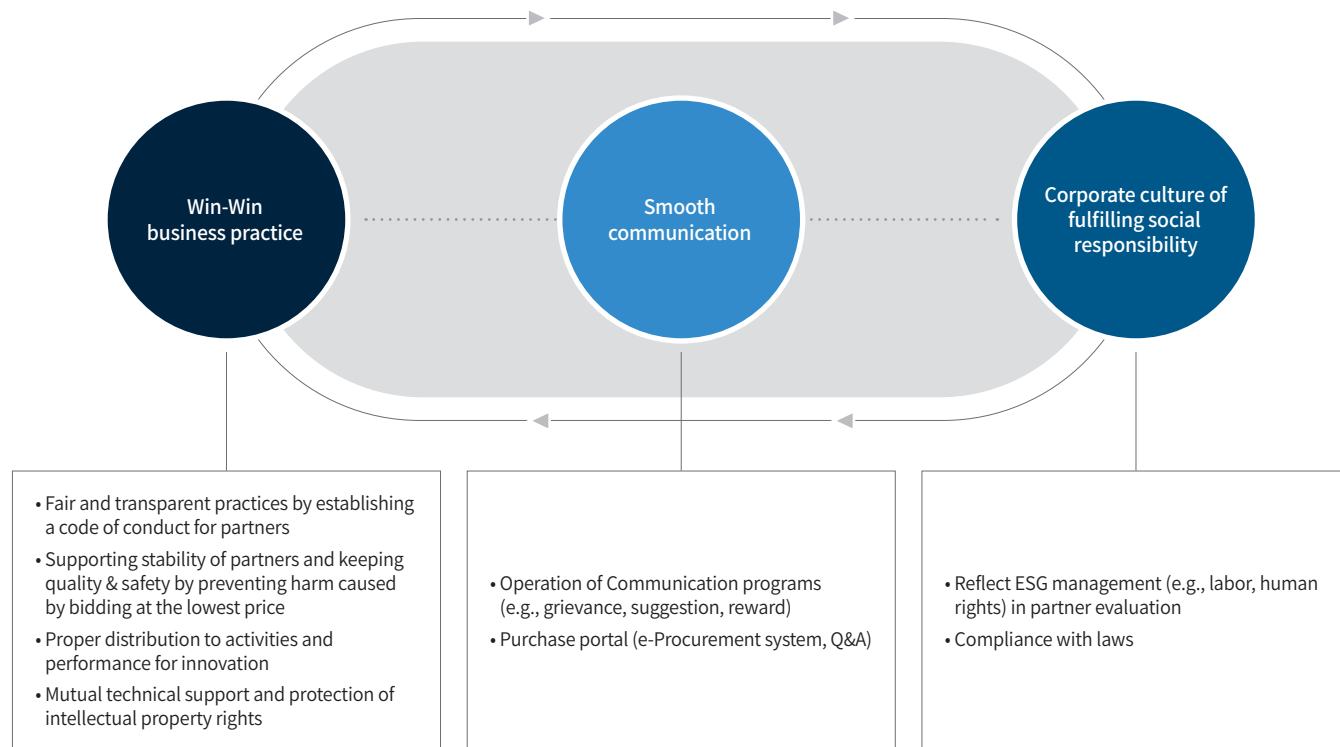 Win-Win
business practice
Smooth
communication
Corporate culture of
fulfilling social
responsibility
• Fair and transparent practices by establishing
a code of conduct for partners
• Supporting stability of partners and keeping
quality & safety by preventing harm caused
by bidding at the lowest price
• Proper distribution to activities and
performance for innovation
• Mutual technical support and protection of
intellectual property rights
• Operation of Communication programs
(e.g., grievance, suggestion, reward)
• Purchase portal (e-Procurement system, Q&A)
• Reflect ESG management (e.g., labor, human
rights) in partner evaluation
• Compliance with laws